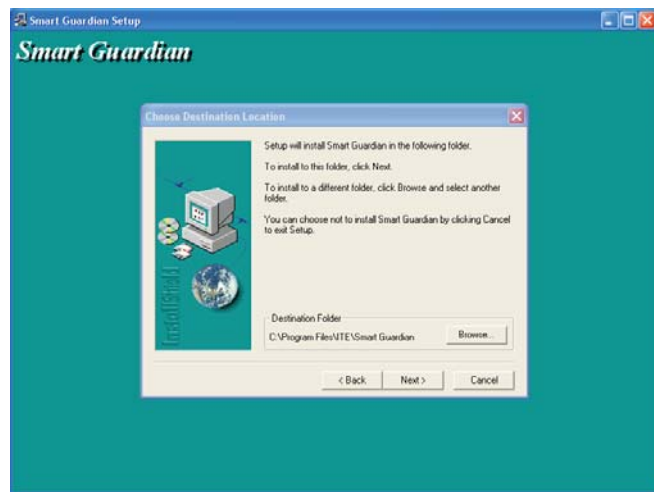 Smart Guardian Setup
Smart Guardian
Choose Destination Location
Setup will install Smart Guardian in the following folder.
To install to this folder, click Next.
To install to a different folder, click Browse and select another
folder.
You can choose not to install Smart Guardian by clicking Cancel
to exit Setup.
InstallShield
Destination Folder
C:\Program Files\ITE\Smart Guardian
Browse...
< Back
Next >
Cancel